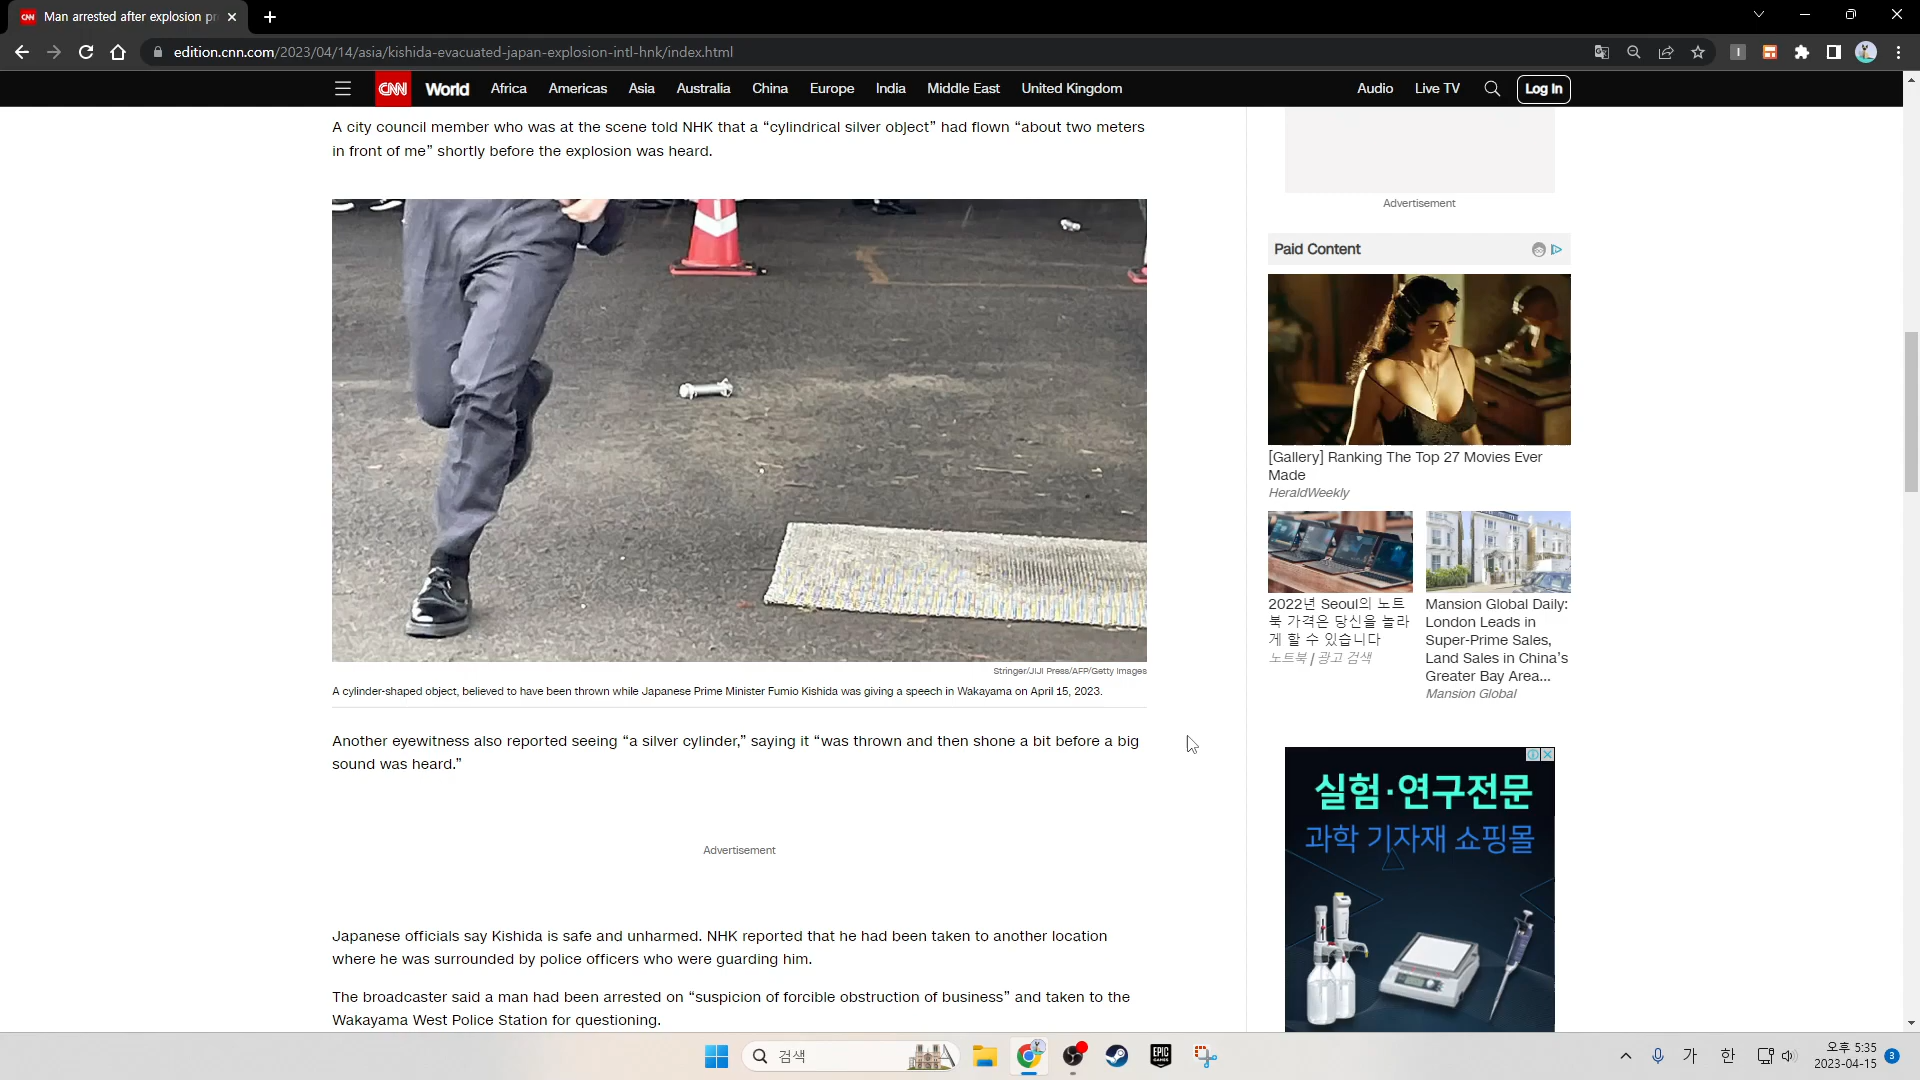 Man arrested after explosion pr
edition.cnn.com/2023/04/14/asia/kishida-evacuated-japan-explosion-intl-hnk/index.html
CNN World Africa Americas Asia Australia China Europe India Middle East United Kingdom Audio Live TV Log In
A city council member who was at the scene told NHK that a “cylindrical silver object” had flown “about two meters
in front of me” shortly before the explosion was heard.
Stringer/JIJI Press/AFP/Getty Images
A cylinder-shaped object, believed to have been thrown while Japanese Prime Minister Fumio Kishida was giving a speech in Wakayama on April 15, 2023.
Another eyewitness also reported seeing “a silver cylinder,” saying it “was thrown and then shone a bit before a big
sound was heard.”
Advertisement
Japanese officials say Kishida is safe and unharmed. NHK reported that he had been taken to another location
where he was surrounded by police officers who were guarding him.
The broadcaster said a man had been arrested on “suspicion of forcible obstruction of business” and taken to the
Wakayama West Police Station for questioning.
Advertisement
Paid Content
[Gallery] Ranking The Top 27 Movies Ever
Made
HeraldWeekly
2022년 Seoul의 노트
북 가격은 당신을 놀라
게 할 수 있습니다
노트북 | 광고 검색
Mansion Global Daily:
London Leads in
Super-Prime Sales,
Land Sales in China’s
Greater Bay Area...
Mansion Global
실험·연구전문
과학 기자재 쇼핑몰
검색
EPIC GAMES
가 한
오후 5:35
2023-04-15
3